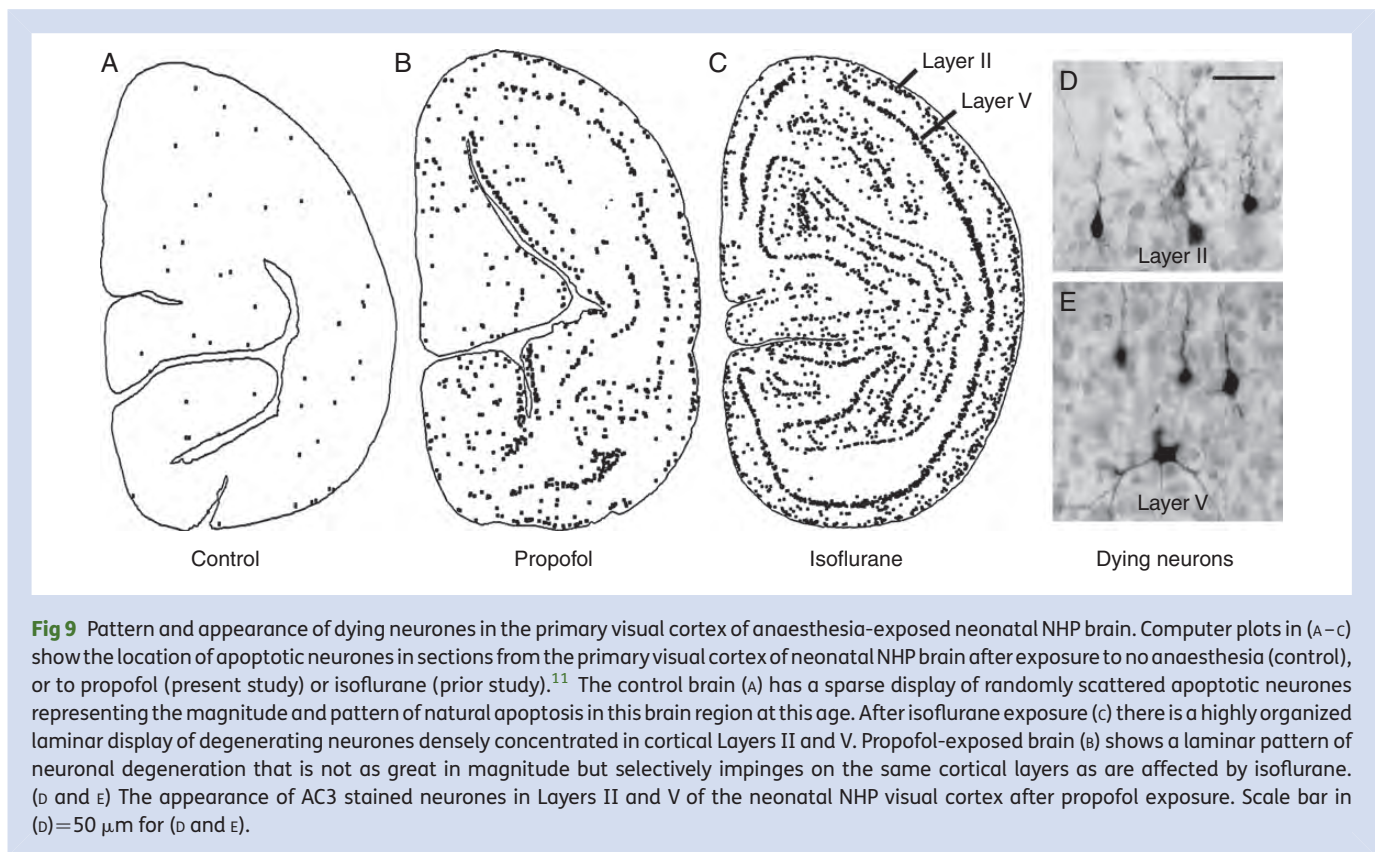 A
B
C
Layer II
Layer V
D
Layer II
E
Layer V
Control
Propofol
Isoflurane
Dying neurons
Fig 9 Pattern and appearance of dying neurones in the primary visual cortex of anaesthesia-exposed neonatal NHP brain. Computer plots in (A–C)
show the location of apoptotic neurones in sections from the primary visual cortex of neonatal NHP brain after exposure to no anaesthesia (control),
or to propofol (present study) or isoflurane (prior study).11 The control brain (A) has a sparse display of randomly scattered apoptotic neurones
representing the magnitude and pattern of natural apoptosis in this brain region at this age. After isoflurane exposure (C) there is a highly organized
laminar display of degenerating neurones densely concentrated in cortical Layers II and V. Propofol-exposed brain (B) shows a laminar pattern of
neuronal degeneration that is not as great in magnitude but selectively impinges on the same cortical layers as are affected by isoflurane.
(D and E) The appearance of AC3 stained neurones in Layers II and V of the neonatal NHP visual cortex after propofol exposure. Scale bar in
(D)=50 μm for (D and E).